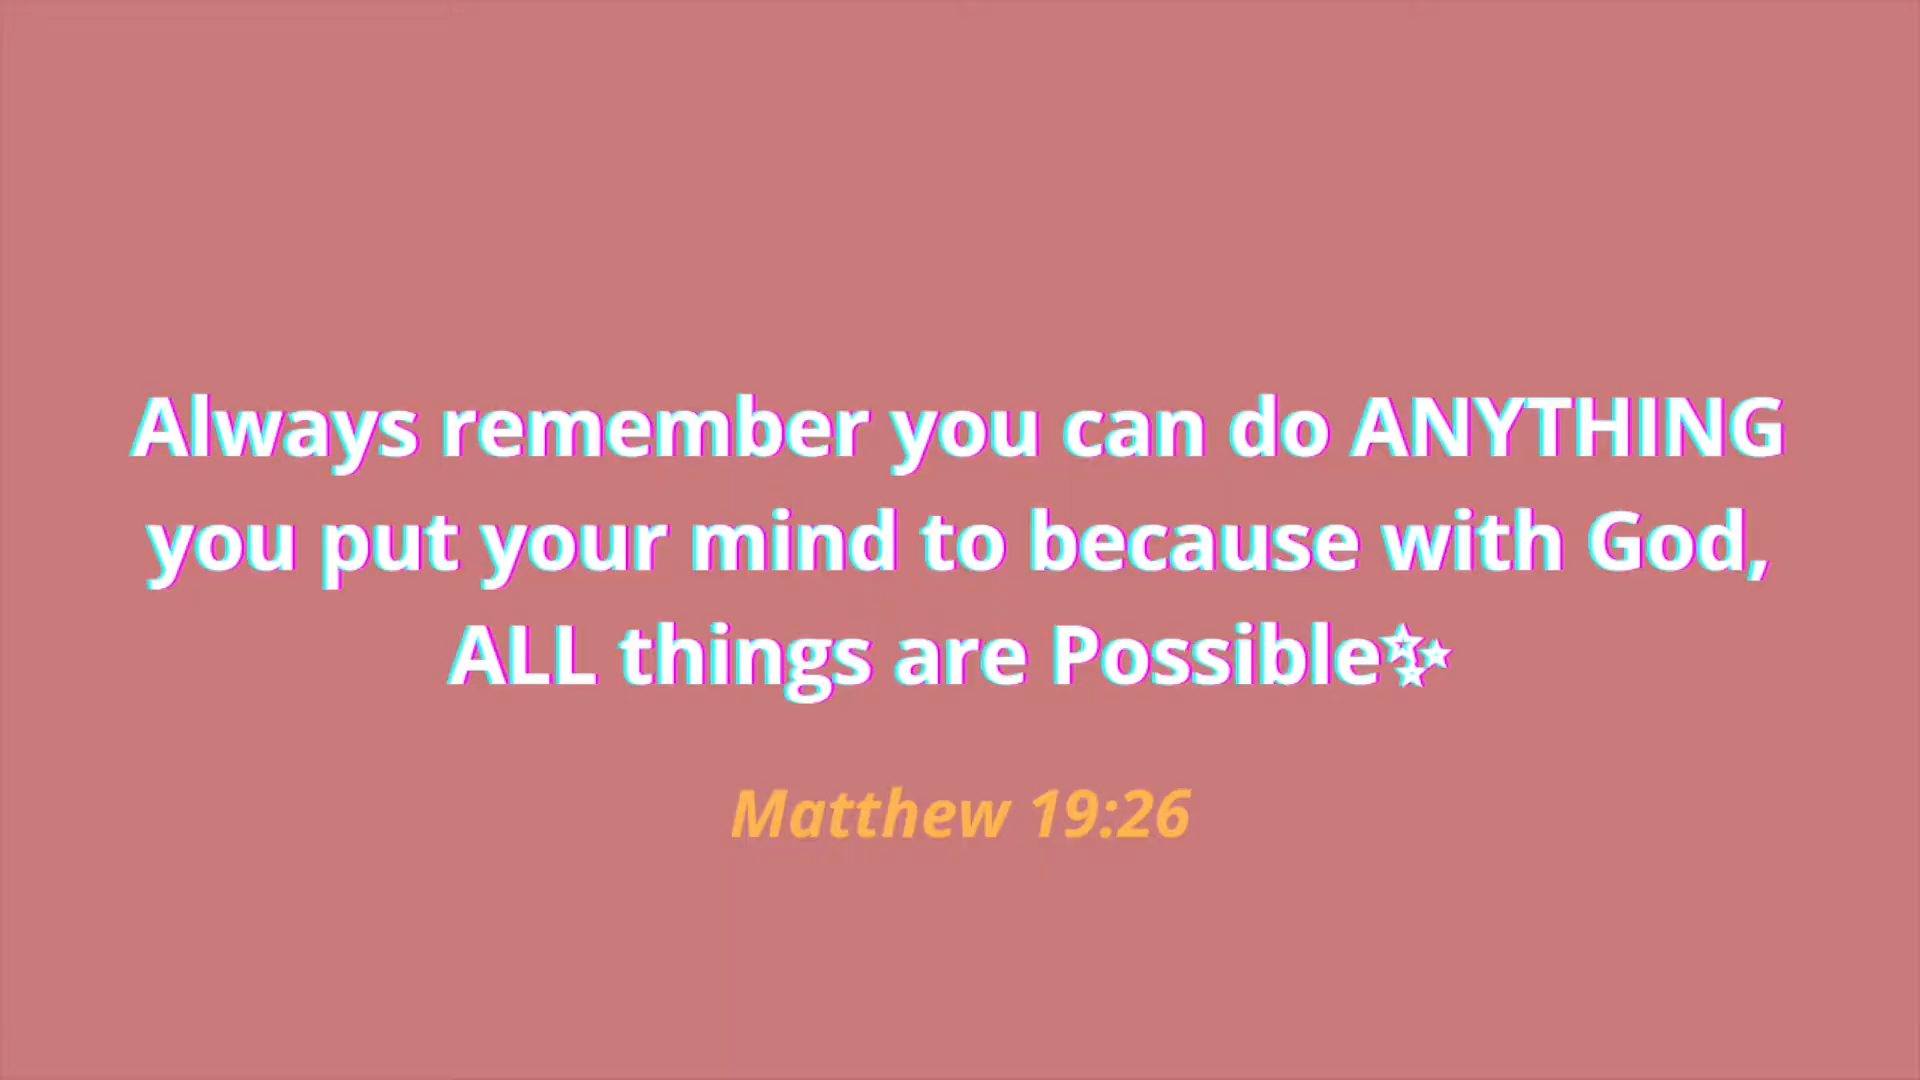 Always remember you can do ANYTHING
you put your mind to because with God,
ALL things are Possible✨
Matthew 19:26